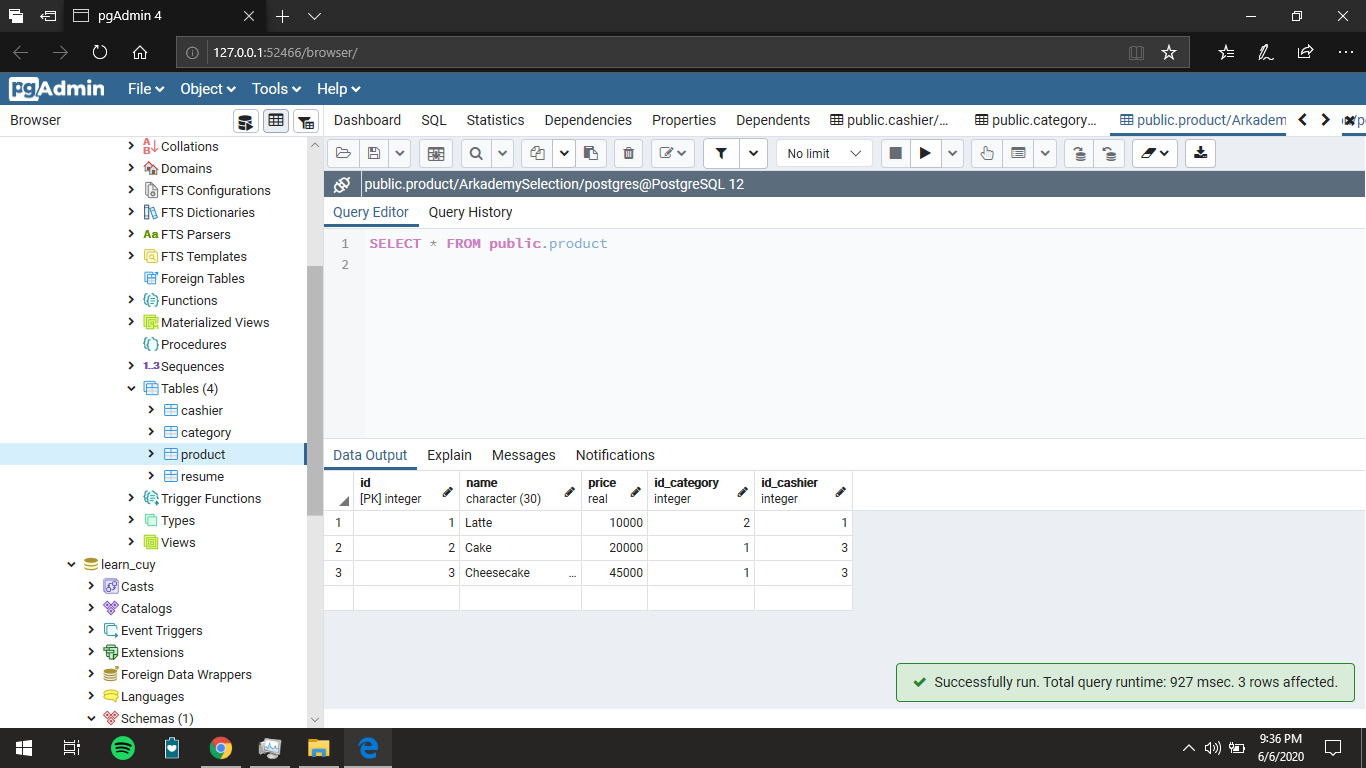 pgAdmin 4
127.0.0.1:52466/browser/
pgAdmin File Object Tools Help
Browser
Dashboard SQL Statistics Dependencies Properties Dependents public.cashier/... public.category... public.product/Arkadem
No limit
public.product/ArkademySelection/postgres@PostgreSQL 12
Query Editor Query History
1 SELECT * FROM public.product
2
Collations
Domains
FTS Configurations
FTS Dictionaries
Aa FTS Parsers
FTS Templates
Foreign Tables
Functions
Materialized Views
Procedures
1..3 Sequences
Tables (4)
cashier
category
product
resume
Trigger Functions
Types
Views
learn_cuy
Casts
Catalogs
Event Triggers
Extensions
Foreign Data Wrappers
Languages
Schemas (1)
Data Output Explain Messages Notifications
id name price id_category id_cashier
[PK] integer character (30) real integer integer
1 1 Latte 10000 2 1
2 2 Cake 20000 1 3
3 3 Cheesecake ... 45000 1 3
Successfully run. Total query runtime: 927 msec. 3 rows affected.
9:36 PM
6/6/2020